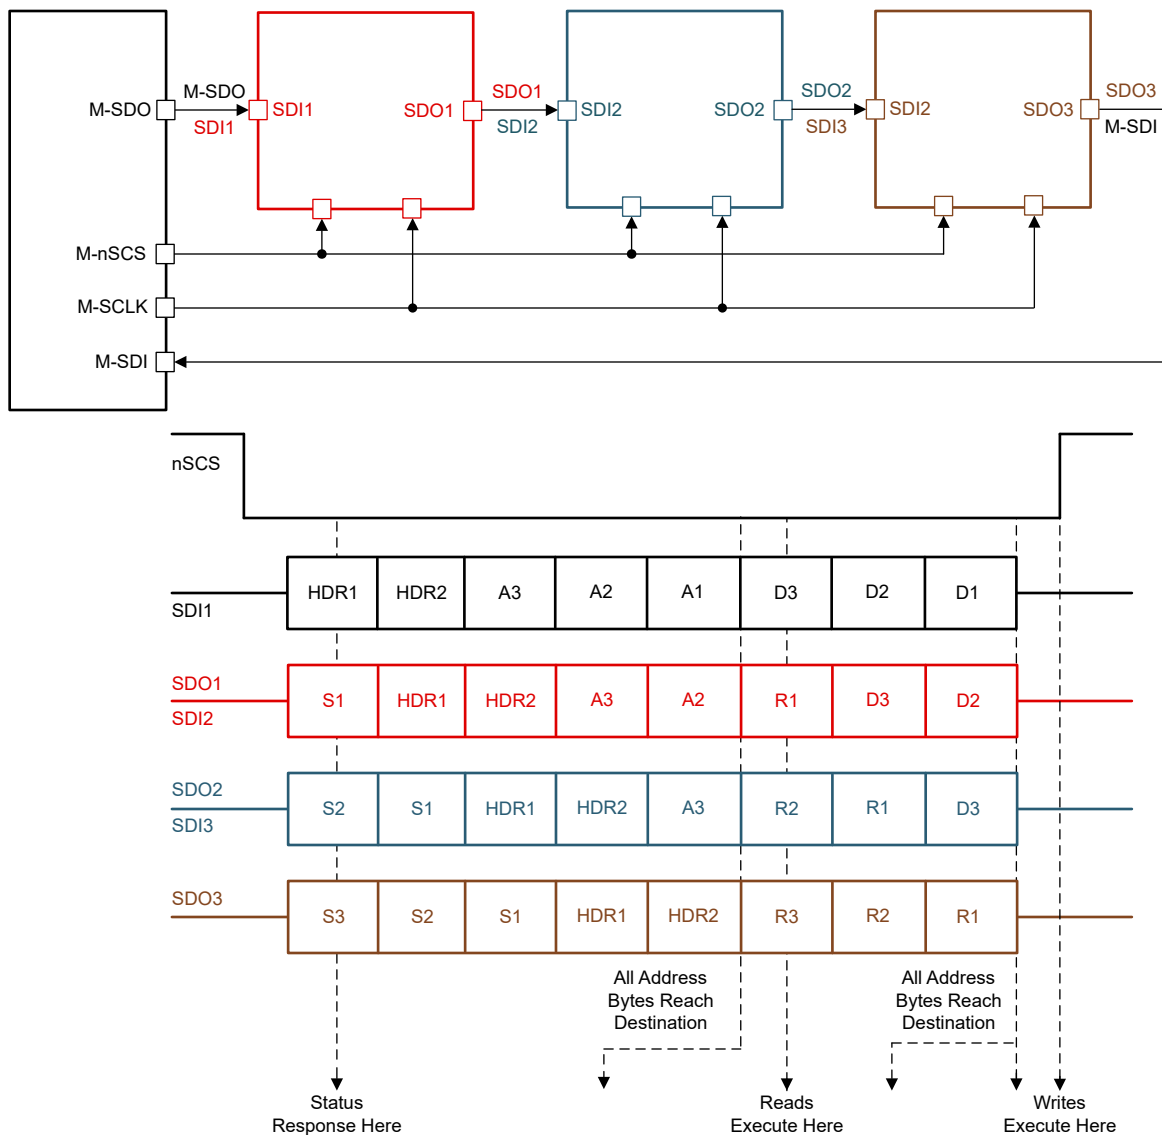 M-SDO
M-SDO
SDI1
SDI1
SDO1
SDO1
SDI2
SDI2
SDO2
SDO2
SDI3
SDI2
SDO3
SDO3
M-SDI
M-nSCS
M-SCLK
M-SDI
nSCS
SDI1
HDR1 HDR2 A3 A2 A1 D3 D2 D1
SDO1
SDI2
S1 HDR1 HDR2 A3 A2 R1 D3 D2
SDO2
SDI3
S2 S1 HDR1 HDR2 A3 R2 R1 D3
SDO3
S3 S2 S1 HDR1 HDR2 R3 R2 R1
All Address
Bytes Reach
Destination
All Address
Bytes Reach
Destination
Status
Response Here
Reads
Execute Here
Writes
Execute Here